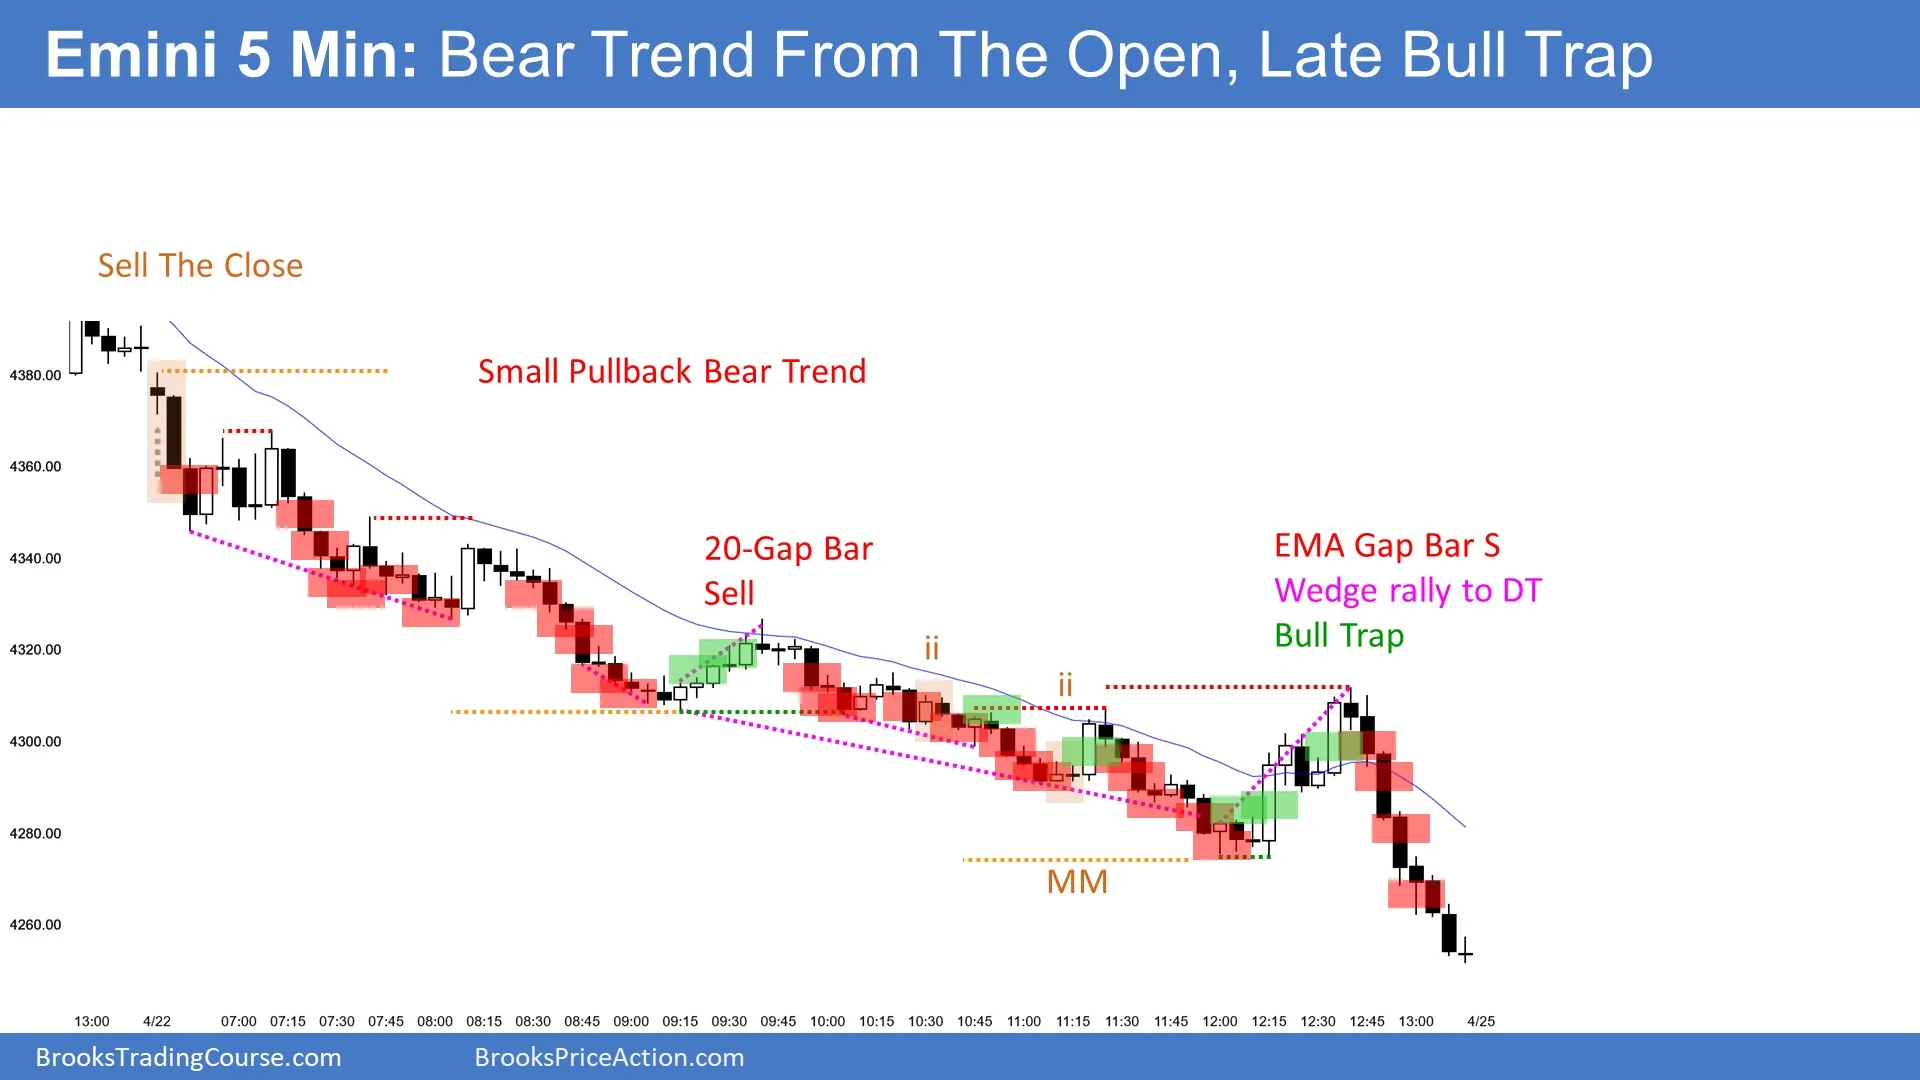 Emini 5 Min: Bear Trend From The Open, Late Bull Trap
Sell The Close
Small Pullback Bear Trend
20-Gap Bar
Sell
EMA Gap Bar S
Wedge rally to DT
Bull Trap
ii
ii
MM
4380.00
4360.00
4340.00
4320.00
4300.00
4280.00
4260.00
13:00 4/22 07:00 07:15 07:30 07:45 08:00 08:15 08:30 08:45 09:00 09:15 09:30 09:45 10:00 10:15 10:30 10:45 11:00 11:15 11:30 11:45 12:00 12:15 12:30 12:45 13:00 4/25
BrooksTradingCourse.com BrooksPriceAction.com